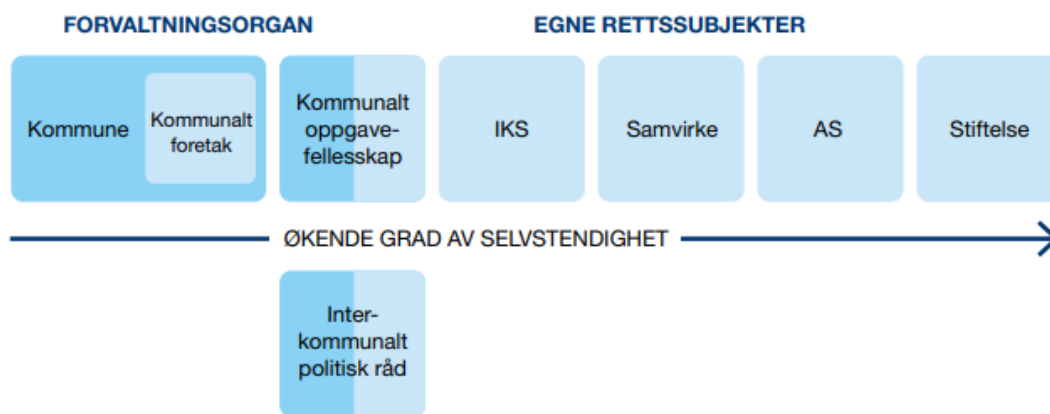 FORVALTNINGSORGAN
EGNE RETTSSUBJEKTER
Kommune
Kommunalt
foretak
Kommunalt
oppgave-
fellesskap
IKS
Samvirke
AS
Stiftelse
ØKENDE GRAD AV SELVSTENDIGHET
Inter-
kommunalt
politisk råd